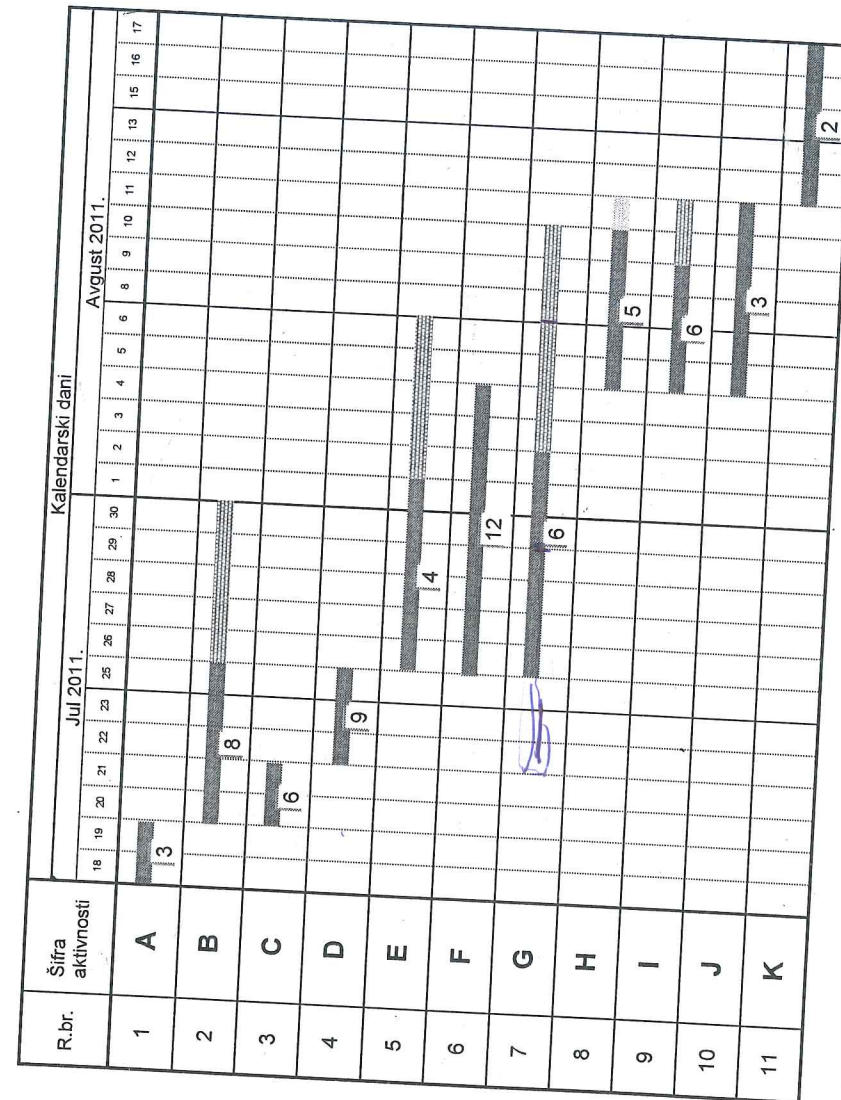 R.br.
Šifra
aktivnosti
Kalendarski dani
Jul 2011.
Avgust 2011.
18 19 20 21 22 23 25 26 27 28 29 30 1 2 3 4 5 6 8 9 10 11 12 13 15 16 17
1 A 3
2 B 8
3 C 6
4 D 9
5 E 4
6 F 12
7 G 6
8 H 5
9 I 6
10 J 3
11 K 2